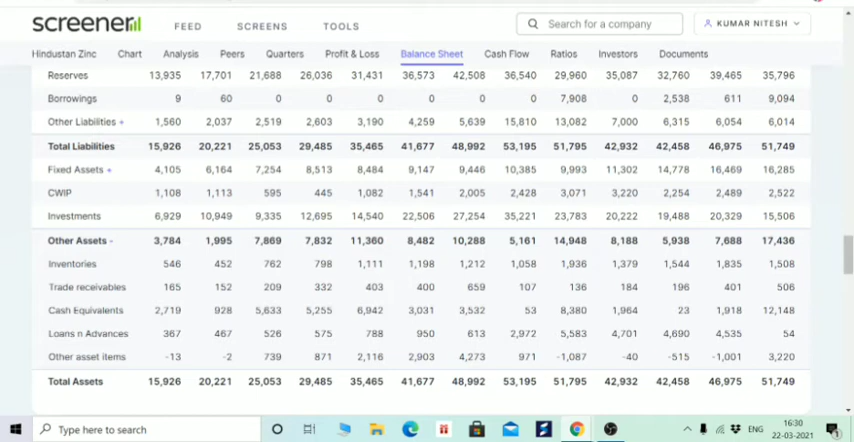 screener
FEED SCREENS TOOLS
Search for a company
KUMAR NITESH
Hindustan Zinc Chart Analysis Peers Quarters Profit & Loss Balance Sheet Cash Flow Ratios Investors Documents
Reserves 13,935 17,701 21,688 26,036 31,431 36,573 42,508 36,540 29,960 35,087 32,760 39,465 35,796
Borrowings 9 60 0 0 0 0 0 0 7,908 0 2,538 611 9,094
Other Liabilities + 1,560 2,037 2,519 2,603 3,190 4,259 5,639 15,810 13,082 7,000 6,315 6,054 6,014
Total Liabilities 15,926 20,221 25,053 29,485 35,465 41,677 48,992 53,195 51,795 42,932 42,458 46,975 51,749
Fixed Assets + 4,105 6,164 7,254 8,513 8,484 9,147 9,446 10,385 9,993 11,302 14,778 16,469 16,285
CWIP 1,108 1,113 595 445 1,082 1,541 2,005 2,428 3,071 3,220 2,254 2,489 2,522
Investments 6,929 10,949 9,335 12,695 14,540 22,506 27,254 35,221 23,783 20,222 19,488 20,329 15,506
Other Assets - 3,784 1,995 7,869 7,832 11,360 8,482 10,288 5,161 14,948 8,188 5,938 7,688 17,436
Inventories 546 452 762 798 1,111 1,198 1,212 1,058 1,936 1,379 1,544 1,835 1,508
Trade receivables 165 152 209 332 403 400 659 107 136 184 196 401 506
Cash Equivalents 2,719 928 5,633 5,255 6,942 3,031 3,532 53 8,380 1,964 23 1,918 12,148
Loans n Advances 367 467 526 575 788 950 613 2,972 5,583 4,701 4,690 4,535 54
Other asset items -13 -2 739 871 2,116 2,903 4,273 971 -1,087 -40 -515 -1,001 3,220
Total Assets 15,926 20,221 25,053 29,485 35,465 41,677 48,992 53,195 51,795 42,932 42,458 46,975 51,749
Type here to search
ENG
16:30
22-03-2021